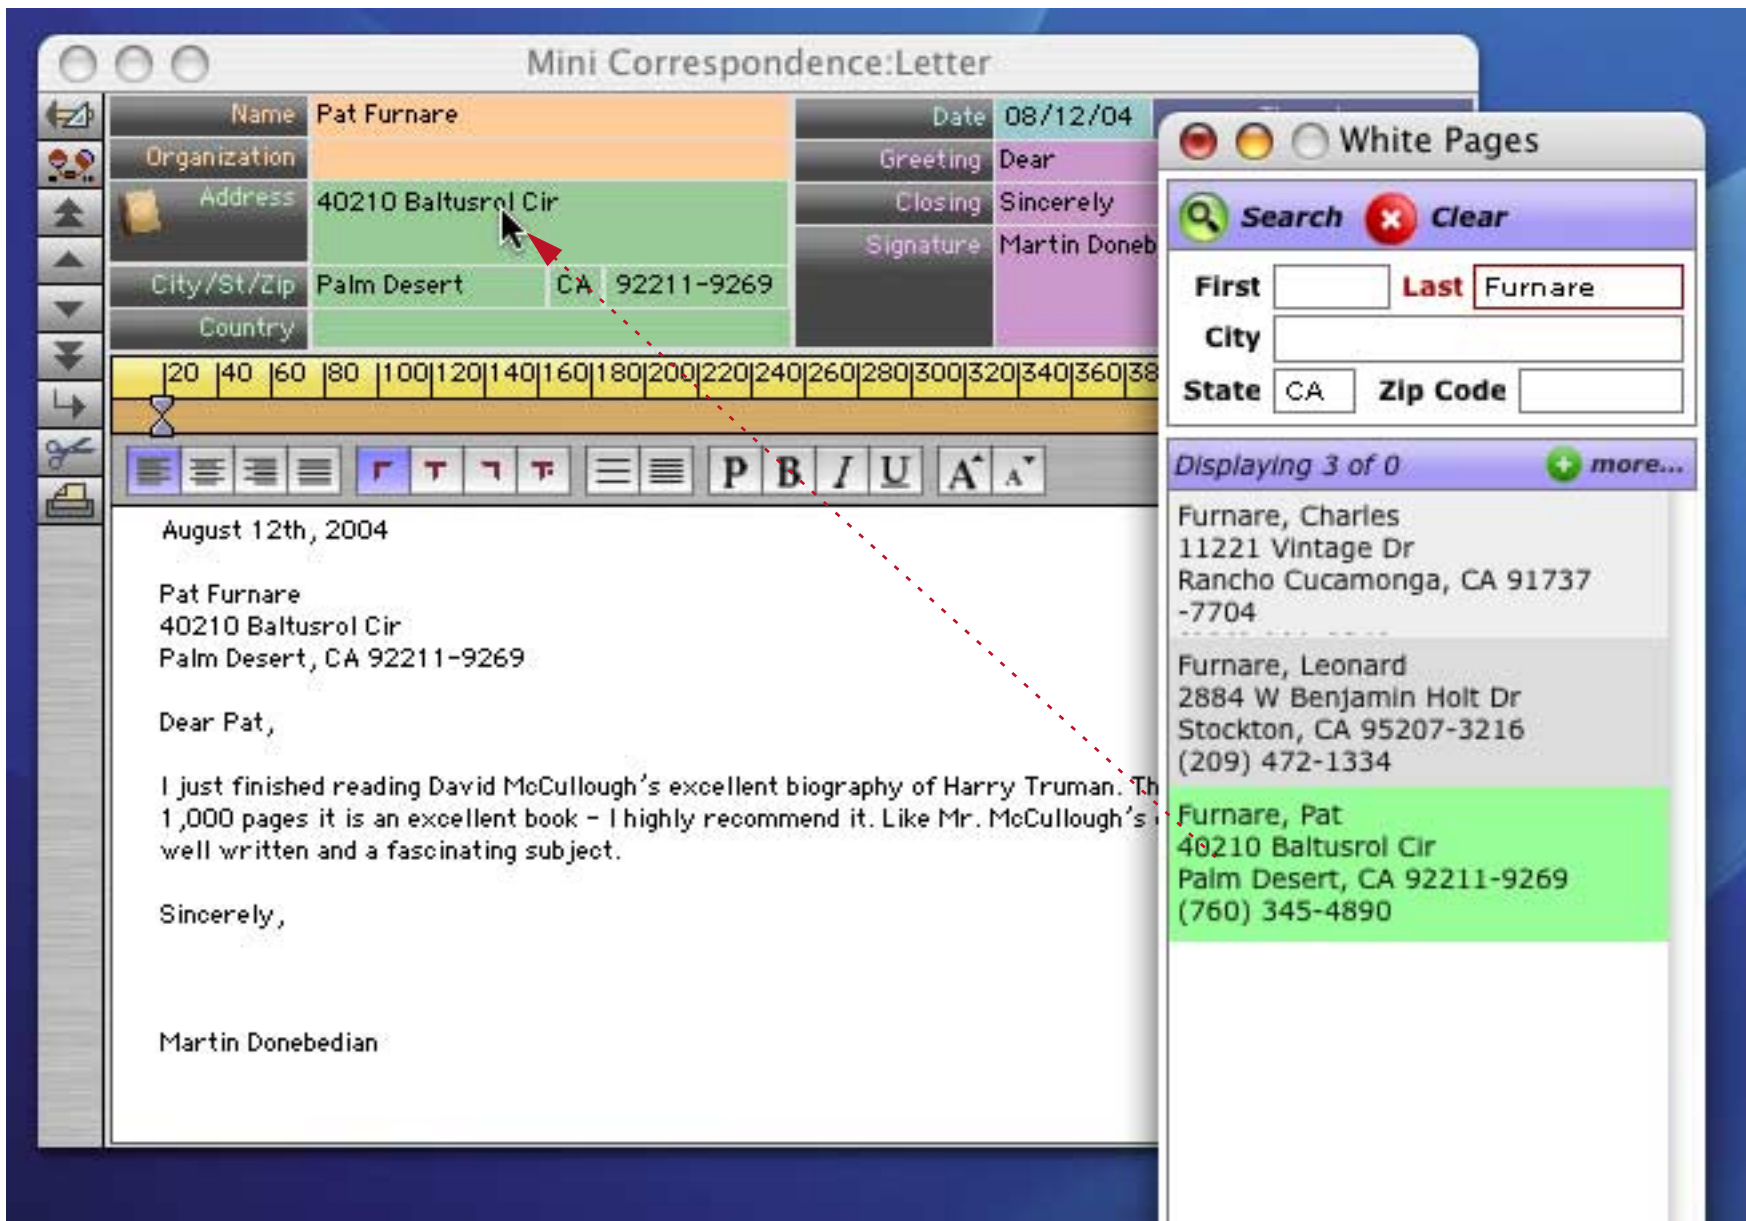 Mini Correspondence:Letter
Name Pat Furnare
Organization
Address 40210 Baltusrol Cir
City/St/Zip Palm Desert CA 92211-9269
Country
Date 08/12/04
Greeting Dear
Closing Sincerely
Signature Martin Doneb
|20 |40 |60 |80 |100|120|140|160|180|200|220|240|260|280|300|320|340|360|38
P B I U A A
August 12th, 2004
Pat Furnare
40210 Baltusrol Cir
Palm Desert, CA 92211-9269
Dear Pat,
I just finished reading David McCullough's excellent biography of Harry Truman. Th
1,000 pages it is an excellent book - I highly recommend it. Like Mr. McCullough's
well written and a fascinating subject.
Sincerely,
Martin Donebedian
White Pages
Search Clear
First Last Furnare
City
State CA Zip Code
Displaying 3 of 0 more...
Furnare, Charles
11221 Vintage Dr
Rancho Cucamonga, CA 91737
-7704
Furnare, Leonard
2884 W Benjamin Holt Dr
Stockton, CA 95207-3216
(209) 472-1334
Furnare, Pat
40210 Baltusrol Cir
Palm Desert, CA 92211-9269
(760) 345-4890